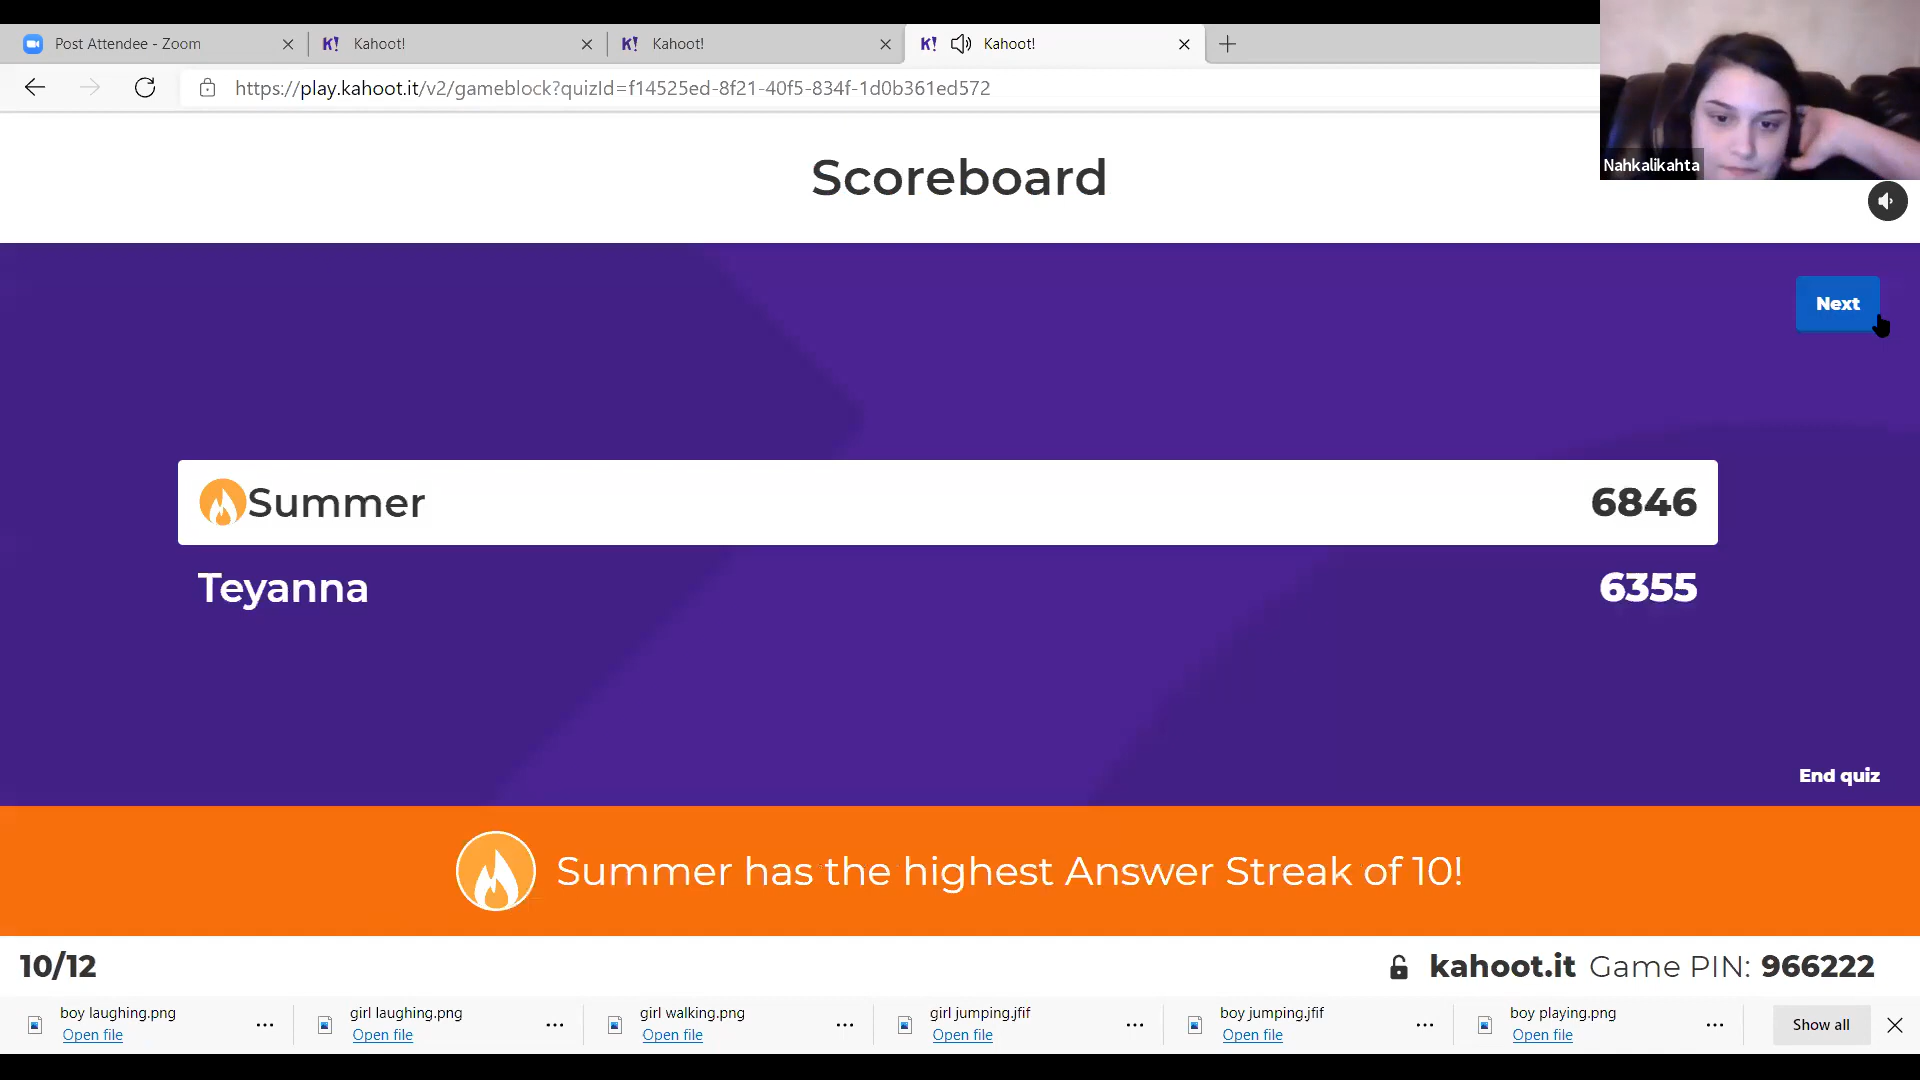 Post Attendee - Zoom
K! Kahoot!
K! Kahoot!
K! Kahoot!
https://play.kahoot.it/v2/gameblock?quizId=f14525ed-8f21-40f5-834f-1d0b361ed572
Nahkalikahta
Scoreboard
Next
Summer 6846
Teyanna 6355
End quiz
Summer has the highest Answer Streak of 10!
10/12
kahoot.it Game PIN: 966222
boy laughing.png
Open file
girl laughing.png
Open file
girl walking.png
Open file
girl jumping.jfif
Open file
boy jumping.jfif
Open file
boy playing.png
Open file
Show all